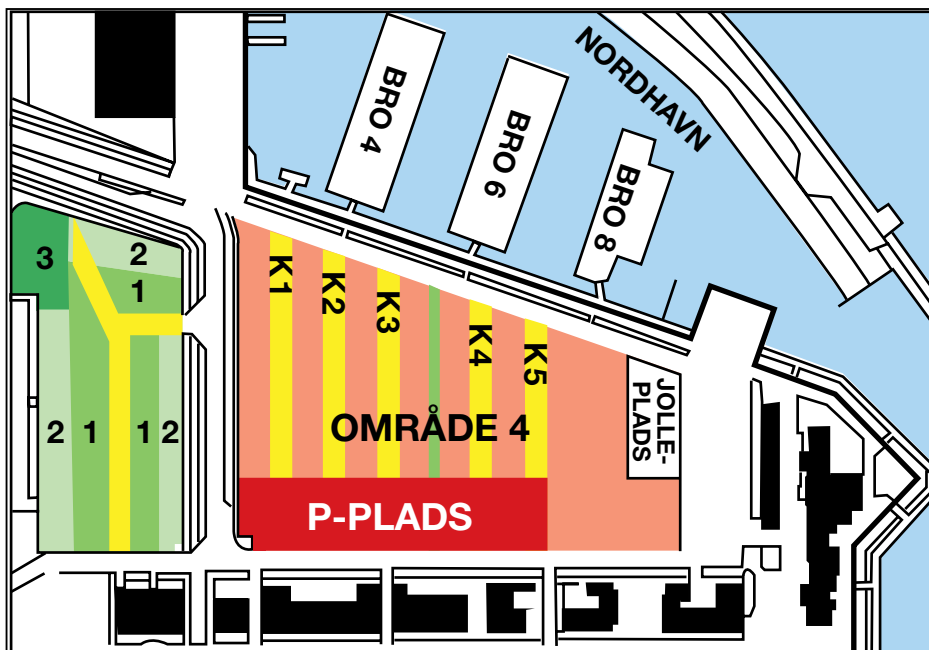 NORDHAVN
BRO 4
BRO 6
BRO 8
3
2
1
K1
K2
K3
K4
K5
2
1
1
2
OMRÅDE 4
JOLLE-
PLADS
P-PLADS